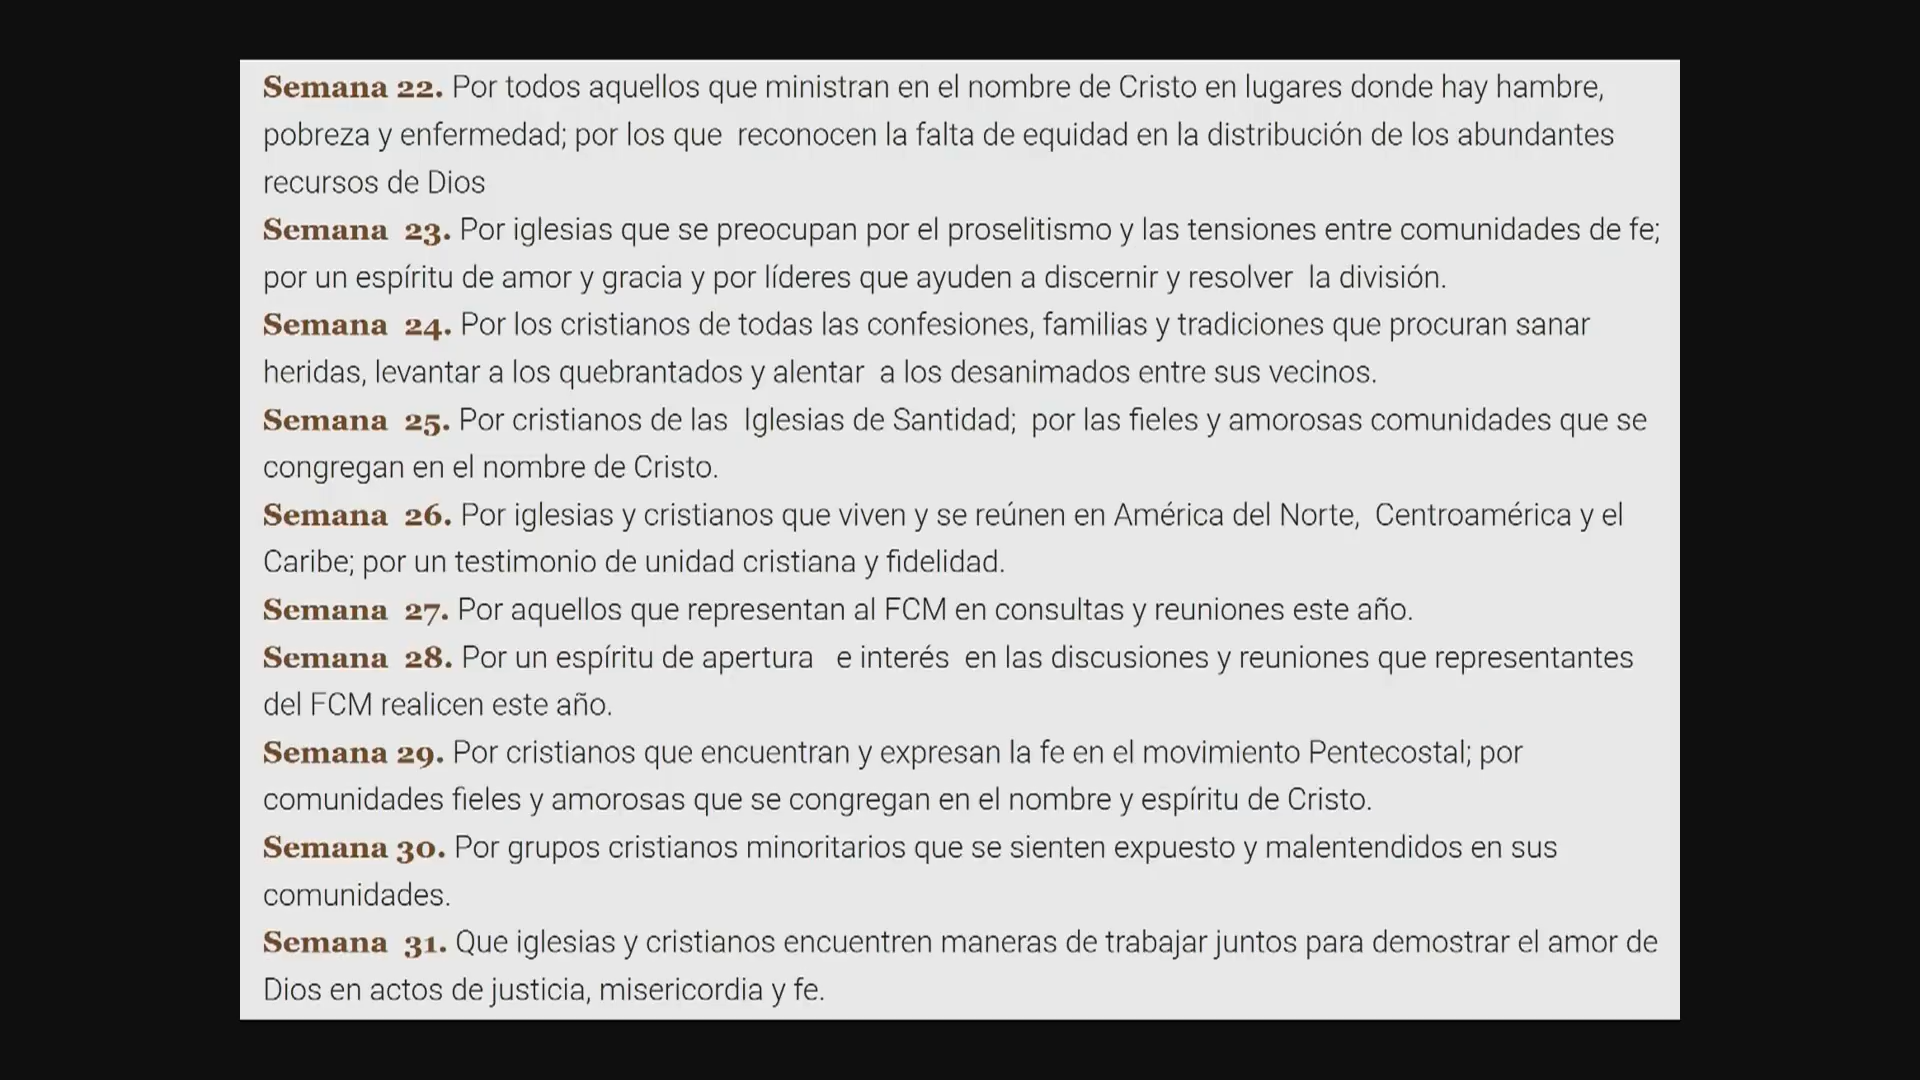 Semana 22. Por todos aquellos que ministran en el nombre de Cristo en lugares donde hay hambre,
pobreza y enfermedad; por los que  reconocen la falta de equidad en la distribución de los abundantes
recursos de Dios
Semana  23. Por iglesias que se preocupan por el proselitismo y las tensiones entre comunidades de fe;
por un espíritu de amor y gracia y por líderes que ayuden a discernir y resolver  la división.
Semana  24. Por los cristianos de todas las confesiones, familias y tradiciones que procuran sanar
heridas, levantar a los quebrantados y alentar  a los desanimados entre sus vecinos.
Semana  25. Por cristianos de las  Iglesias de Santidad;  por las fieles y amorosas comunidades que se
congregan en el nombre de Cristo.
Semana  26. Por iglesias y cristianos que viven y se reúnen en América del Norte,  Centroamérica y el
Caribe; por un testimonio de unidad cristiana y fidelidad.
Semana  27. Por aquellos que representan al FCM en consultas y reuniones este año.
Semana  28. Por un espíritu de apertura   e interés  en las discusiones y reuniones que representantes
del FCM realicen este año.
Semana 29. Por cristianos que encuentran y expresan la fe en el movimiento Pentecostal; por
comunidades fieles y amorosas que se congregan en el nombre y espíritu de Cristo.
Semana 30. Por grupos cristianos minoritarios que se sienten expuesto y malentendidos en sus
comunidades.
Semana  31. Que iglesias y cristianos encuentren maneras de trabajar juntos para demostrar el amor de
Dios en actos de justicia, misericordia y fe.